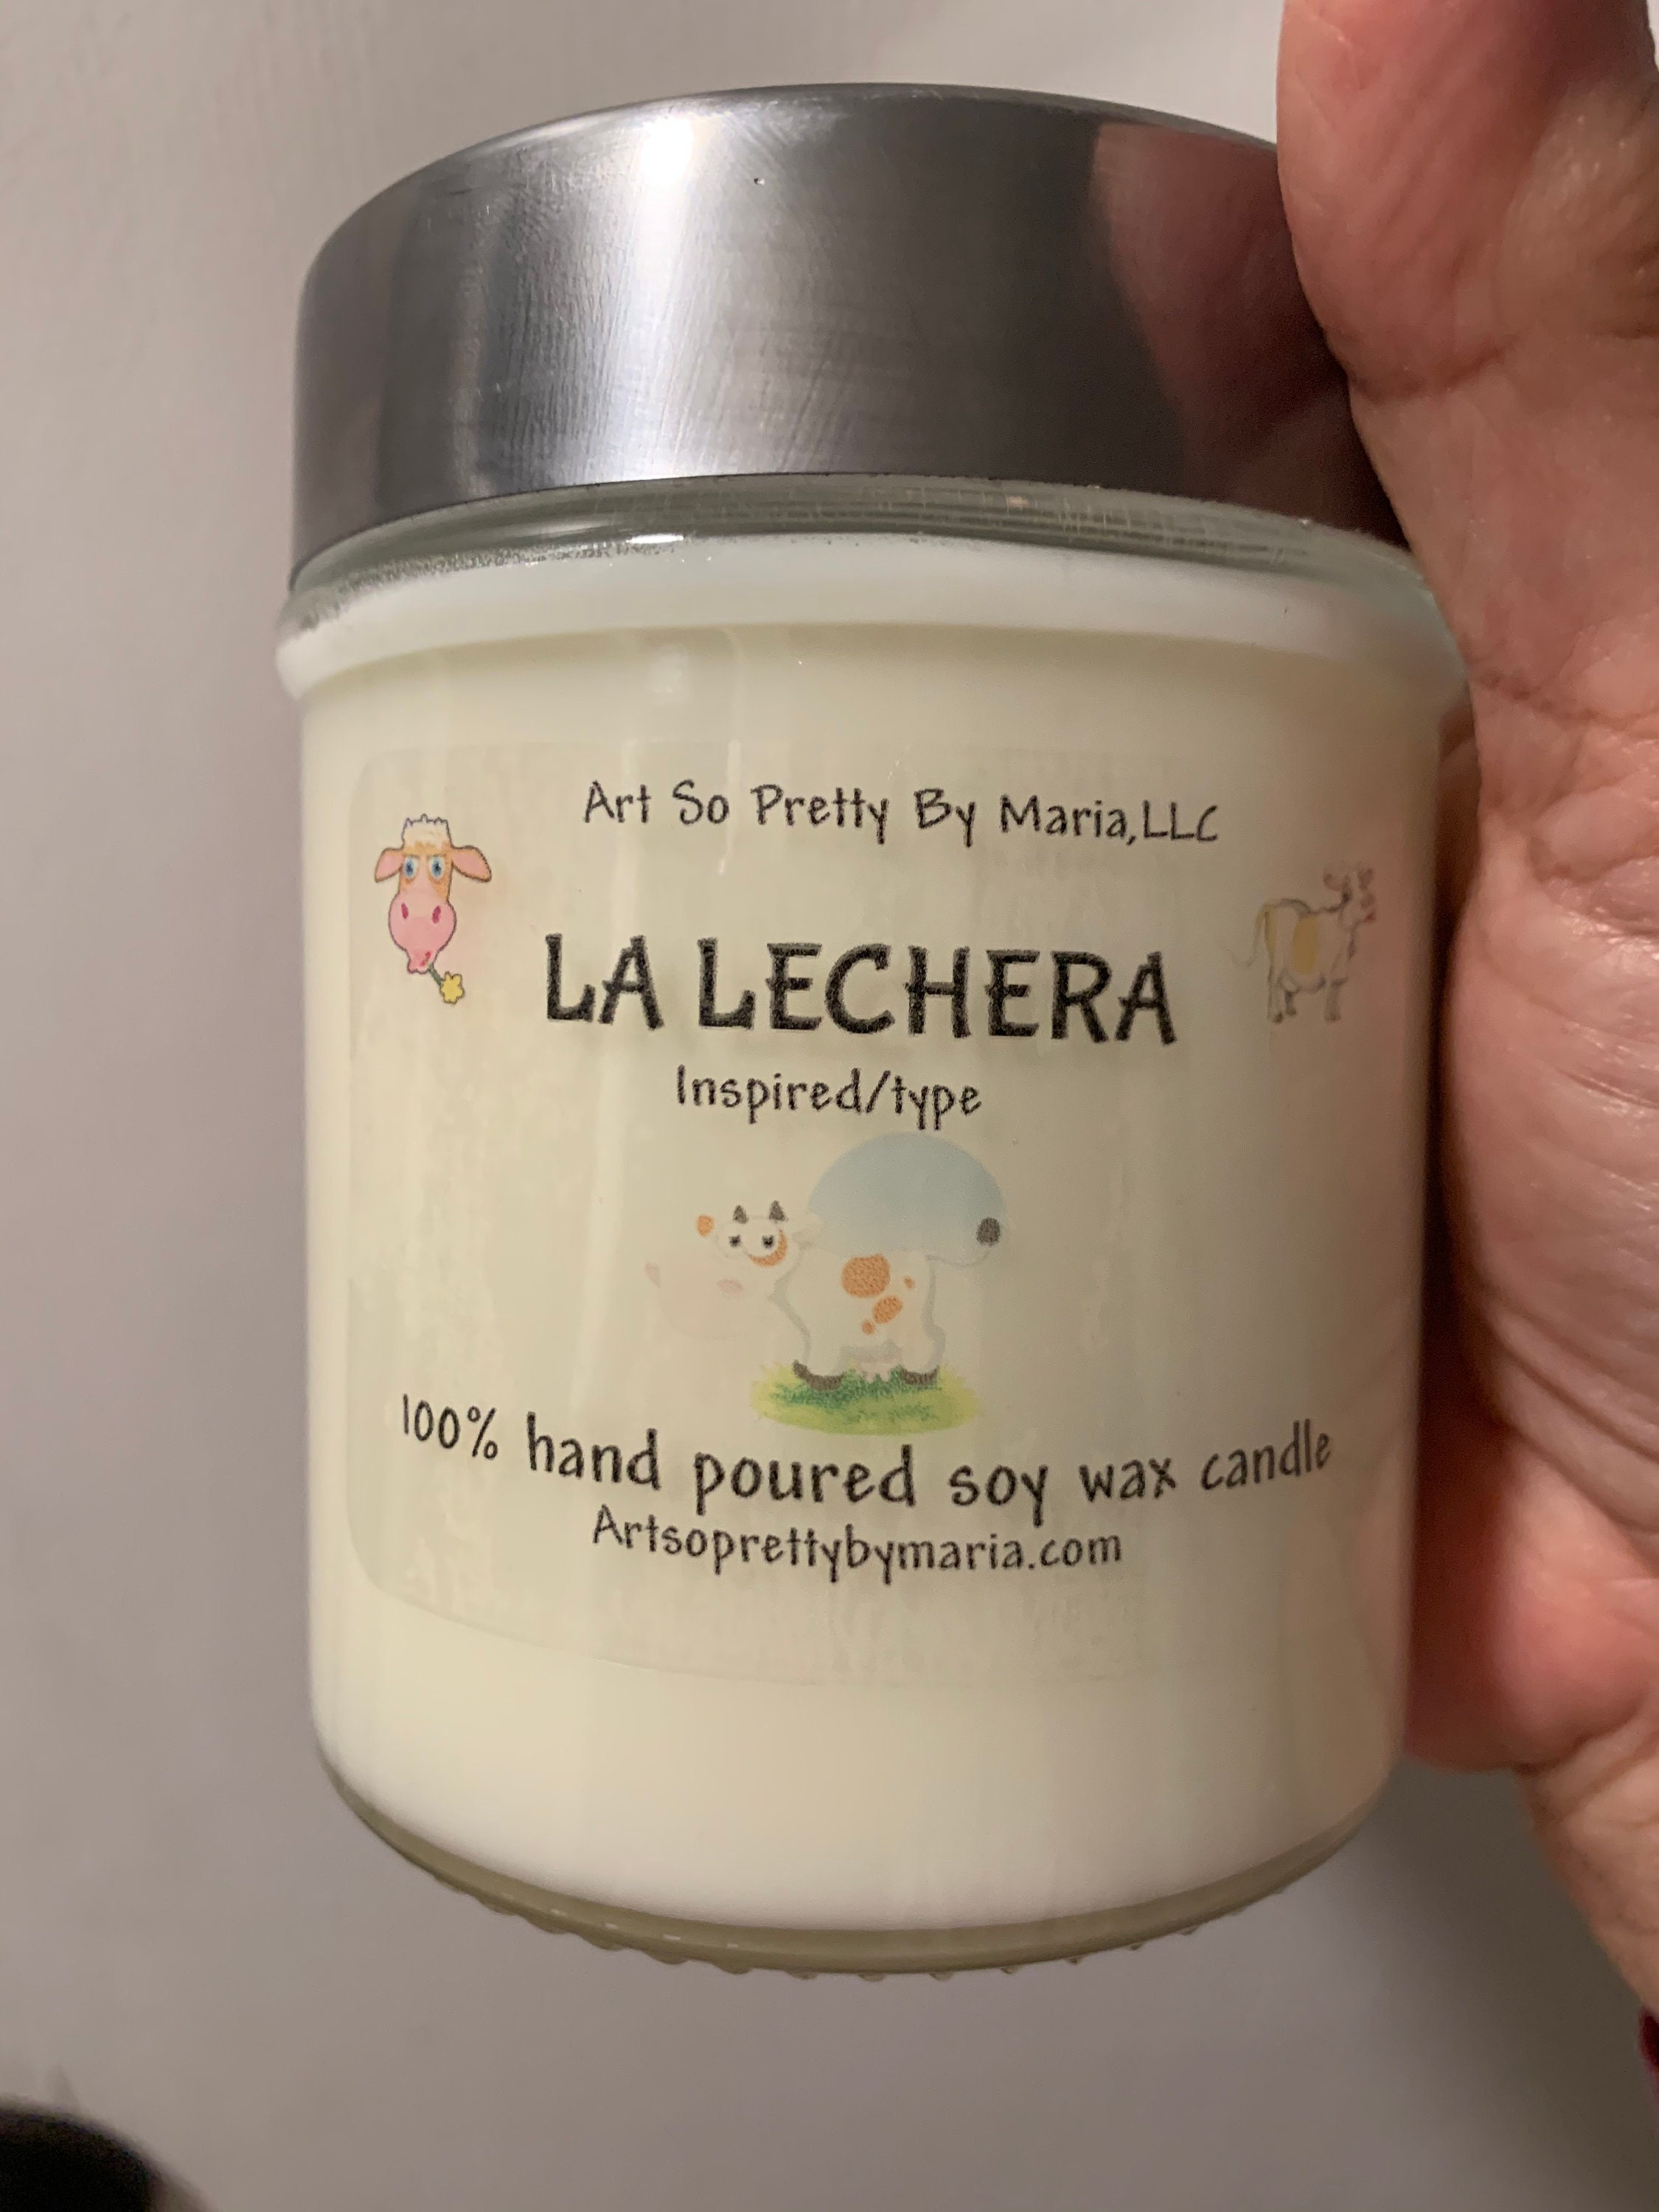 Art So Pretty By Maria,LLC
LA LECHERA
Inspired/type
100% hand poured soy wax candle
Artsoprettybymaria.com